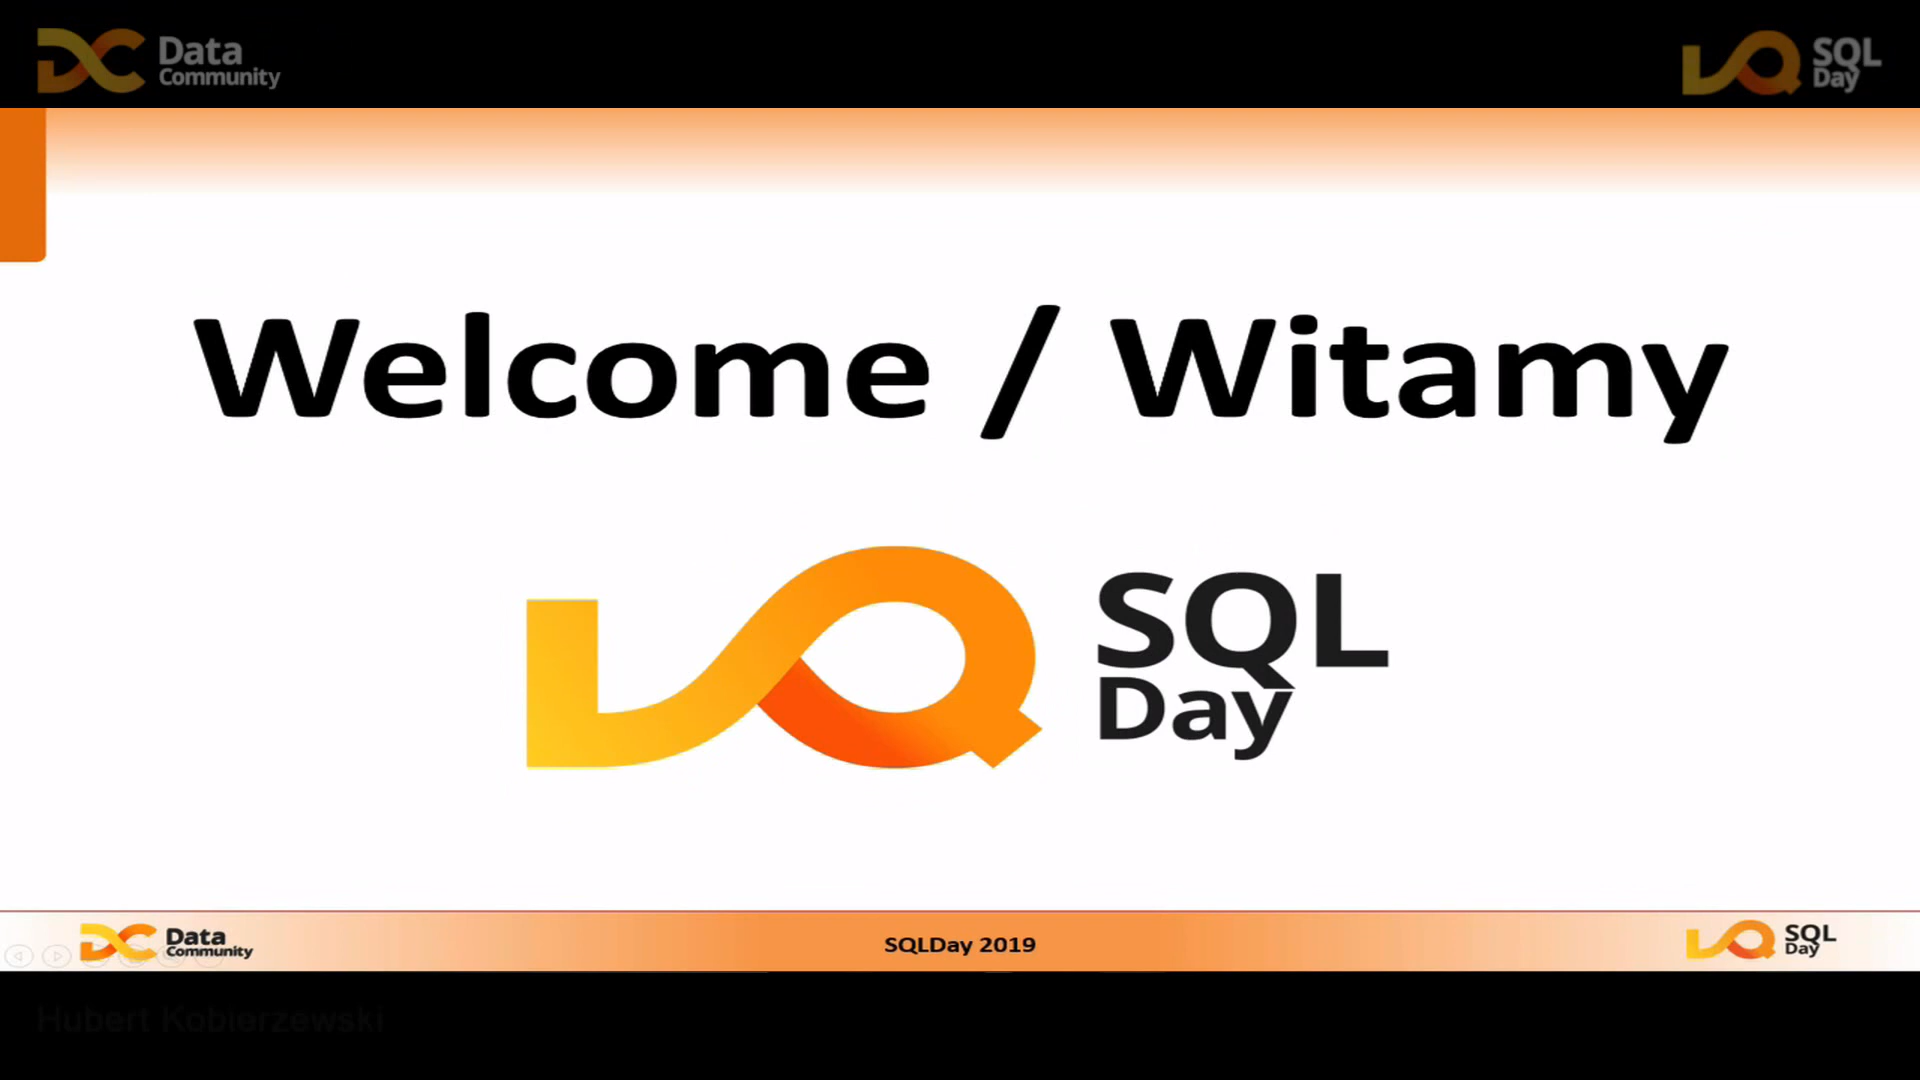 Data
Community
SQL
Day
Welcome / Witamy
SQL
Day
Data
Community
SQLDay 2019
SQL
Day
Hubert Kobierzewski